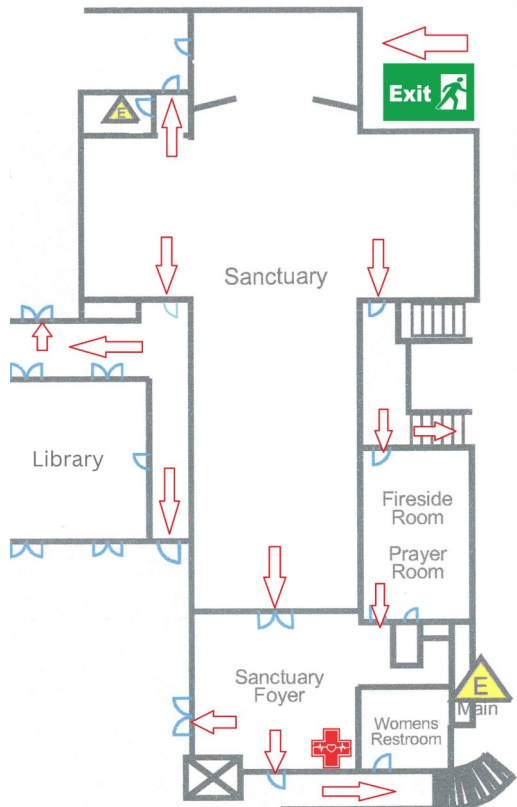 Exit
E
Sanctuary
Library
Fireside
Room
Prayer
Room
Sanctuary
Foyer
E
Main
Womens
Restroom